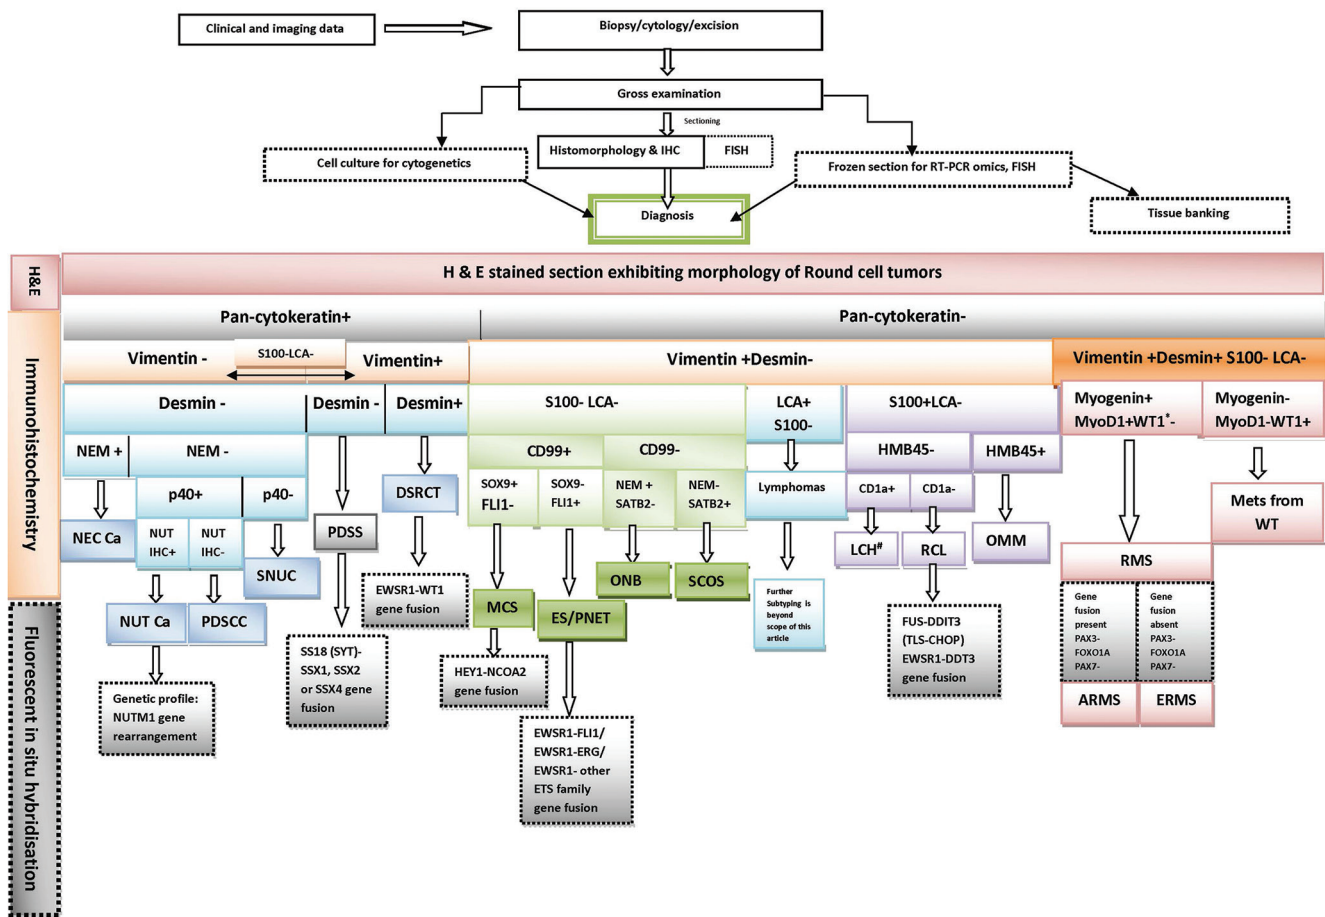 Clinical and imaging data
Biopsy/cytology/excision
Gross examination
Sectioning
Cell culture for cytogenetics
Histomorphology & IHC
FISH
Frozen section for RT-PCR omics, FISH
Diagnosis
Tissue banking
H&E
H & E stained section exhibiting morphology of Round cell tumors
Immunohistochemistry
Pan-cytokeratin+
Pan-cytokeratin-
Vimentin -
S100-LCA-
Vimentin+
Vimentin +Desmin-
Vimentin +Desmin+ S100- LCA-
Desmin -
Desmin -
Desmin+
S100- LCA-
LCA+
S100-
S100+LCA-
Myogenin+
MyoD1+WT1*-
Myogenin-
MyoD1-WT1+
NEM +
NEM -
CD99+
CD99-
HMB45-
HMB45+
p40+
p40-
DSRCT
SOX9+
FLI1-
SOX9-
FLI1+
NEM +
SATB2-
NEM-
SATB2+
Lymphomas
CD1a+
CD1a-
Mets from
WT
NEC Ca
NUT
IHC+
NUT
IHC-
PDSS
LCH#
RCL
OMM
SNUC
RMS
ONB
SCOS
EWSR1-WT1
gene fusion
MCS
ES/PNET
Further
Subtyping is
beyond
scope of this
article
Gene
fusion
present
PAX3-
FOXO1A
PAX7-
Gene
fusion
absent
PAX3-
FOXO1A
PAX7-
Fluorescent in situ hybridisation
NUT Ca
PDSCC
SS18 (SYT)-
SSX1, SSX2
or SSX4 gene
fusion
HEY1-NCOA2
gene fusion
FUS-DDIT3
(TLS-CHOP)
EWSR1-DDT3
gene fusion
Genetic profile:
NUTM1 gene
rearrangement
ARMS
ERMS
EWSR1-FLI1/
EWSR1-ERG/
EWSR1- other
ETS family
gene fusion